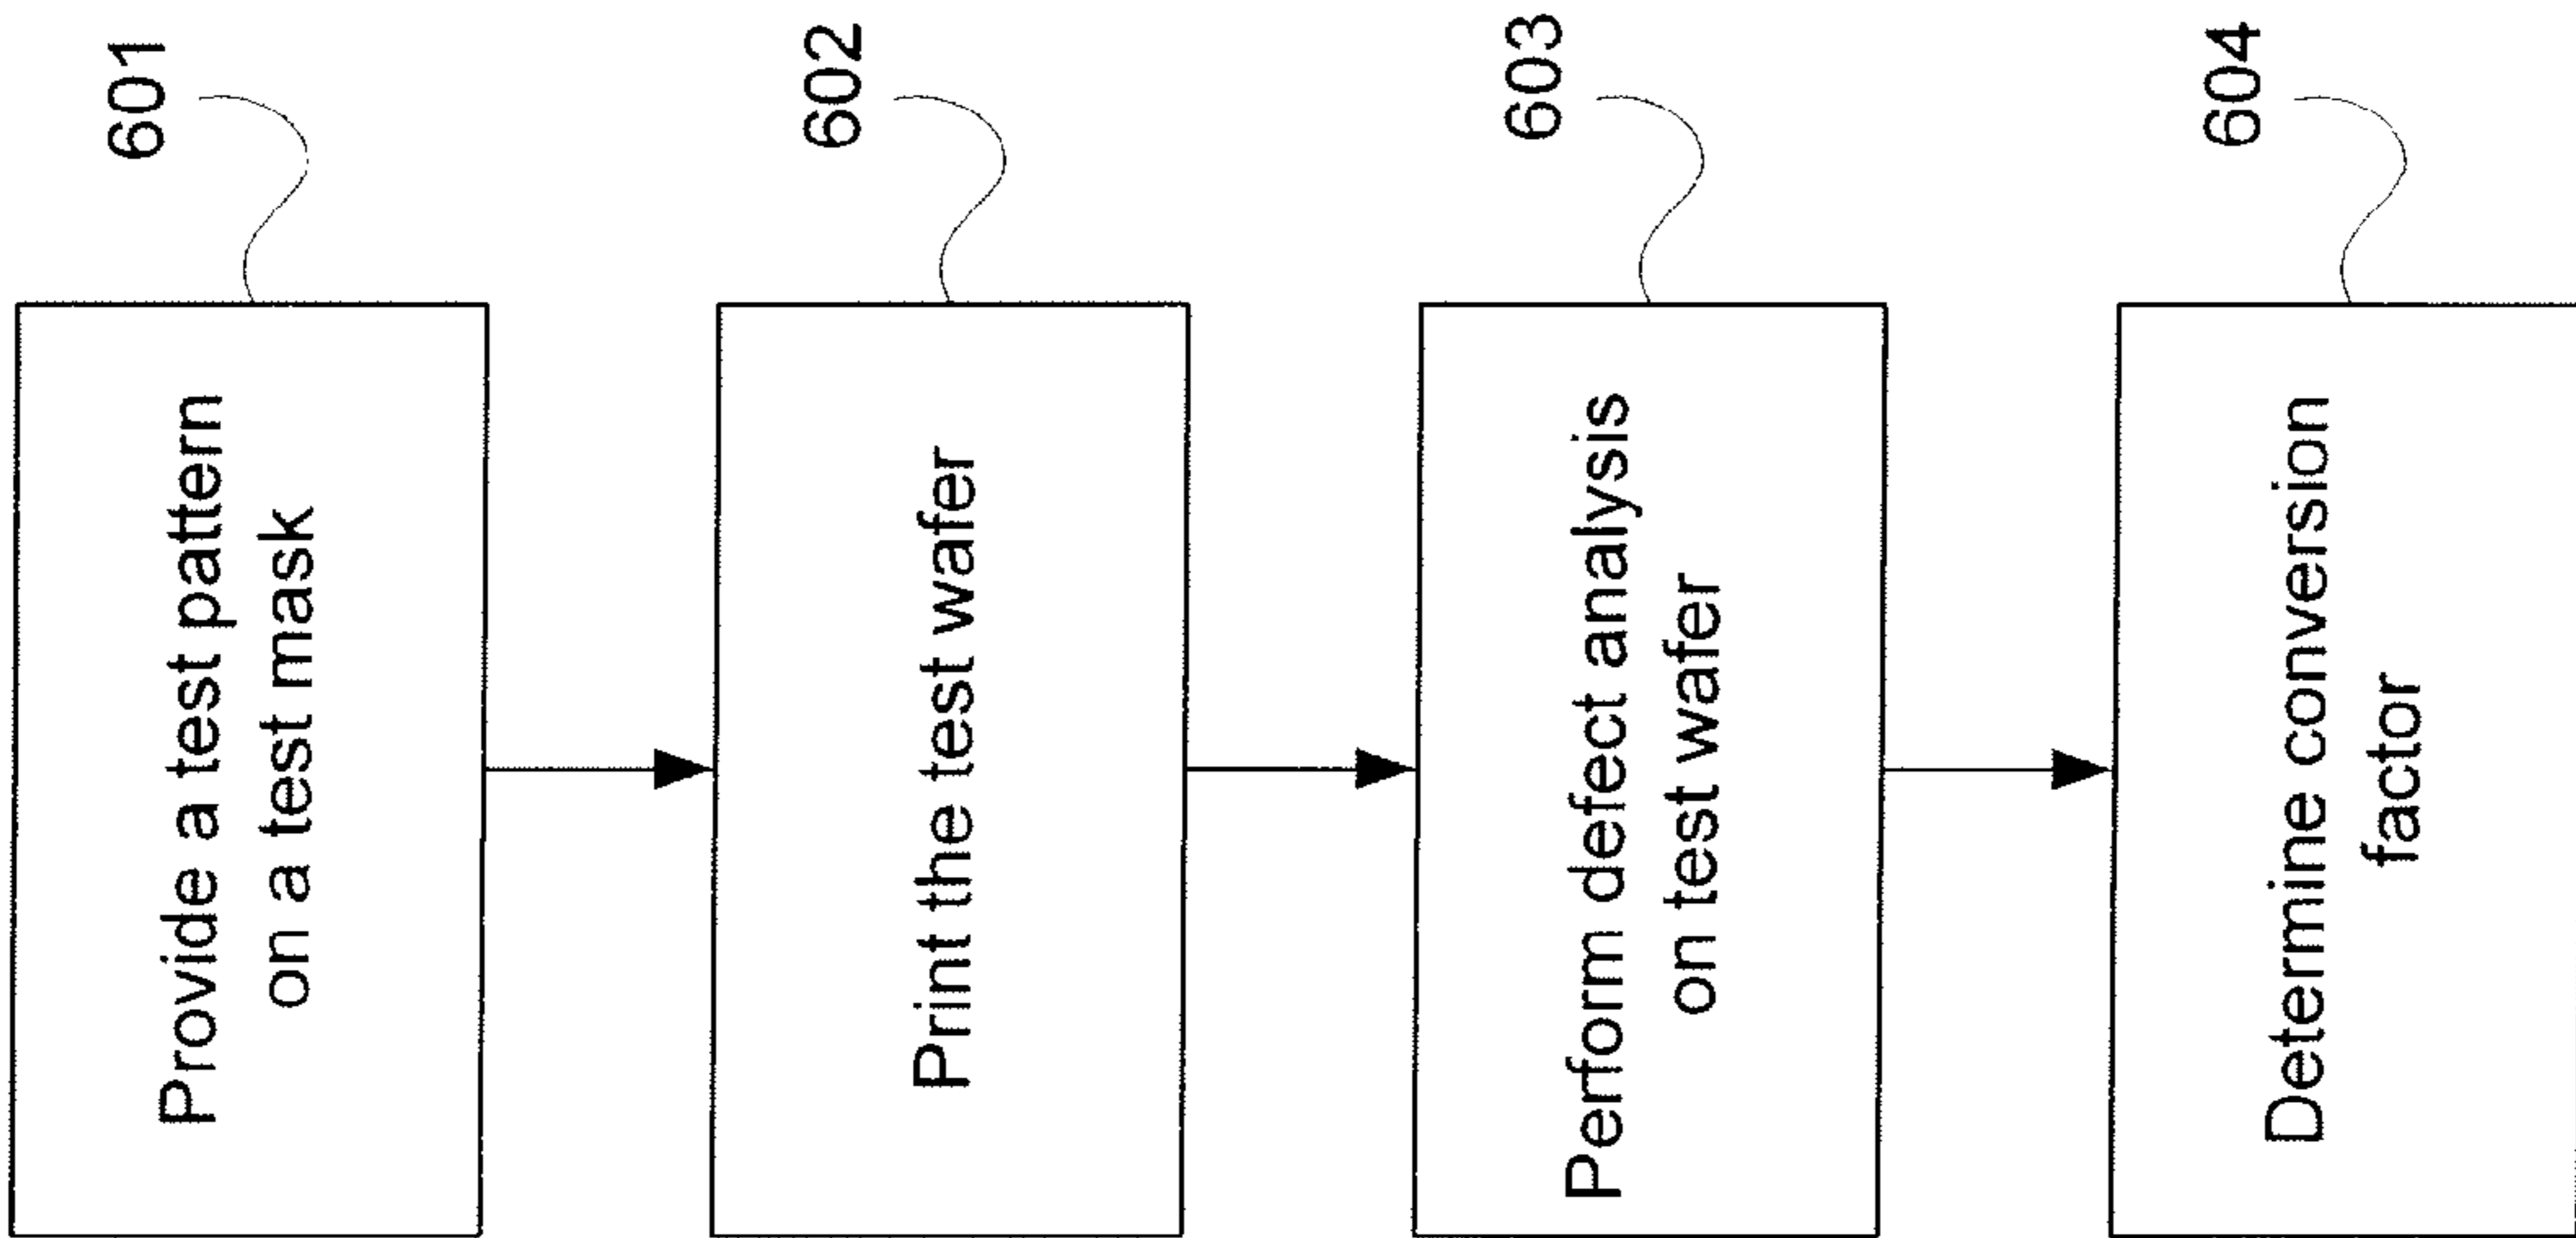 Provide a test pattern
on a test mask
601
Print the test wafer
602
Perform defect analysis
on test wafer
603
Determine conversion
factor
604